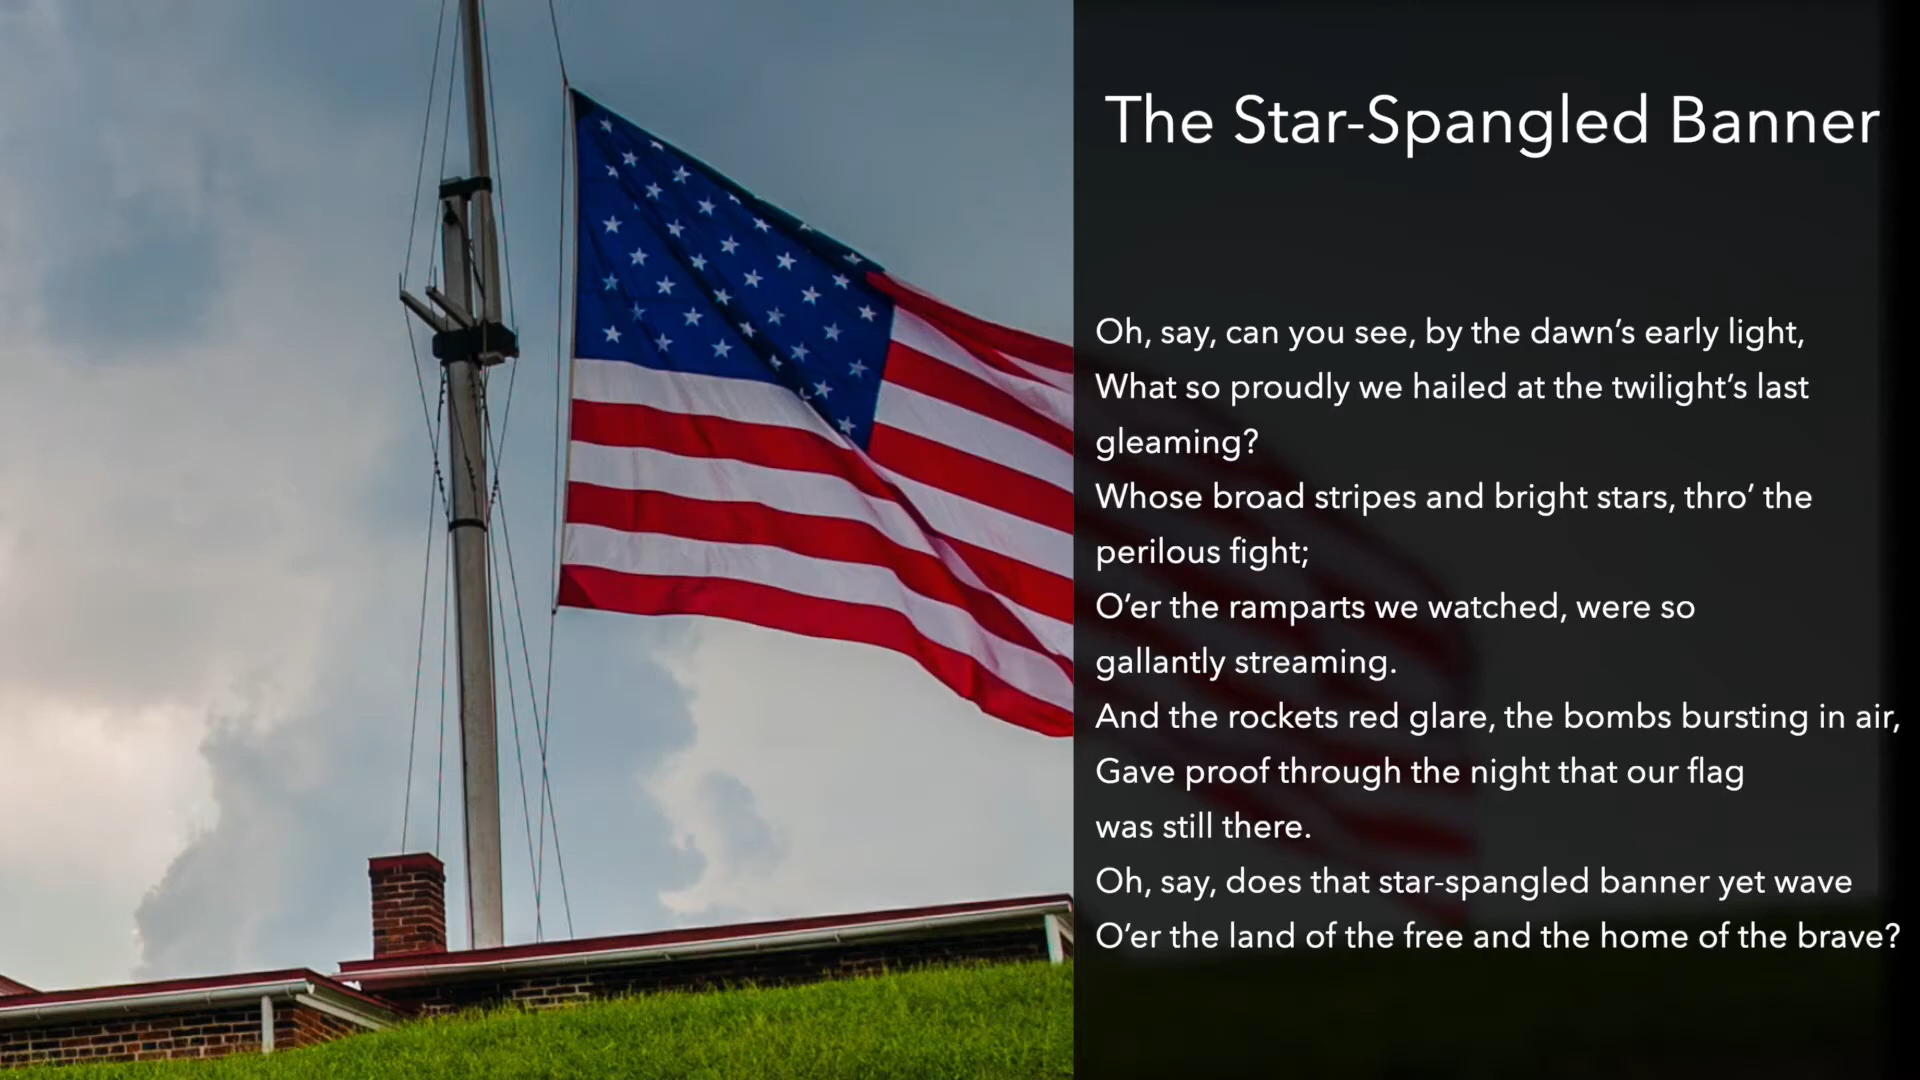 The Star-Spangled Banner
Oh, say, can you see, by the dawn’s early light,
What so proudly we hailed at the twilight’s last
gleaming?
Whose broad stripes and bright stars, thro’ the
perilous fight;
O’er the ramparts we watched, were so
gallantly streaming.
And the rockets red glare, the bombs bursting in air,
Gave proof through the night that our flag
was still there.
Oh, say, does that star-spangled banner yet wave
O’er the land of the free and the home of the brave?